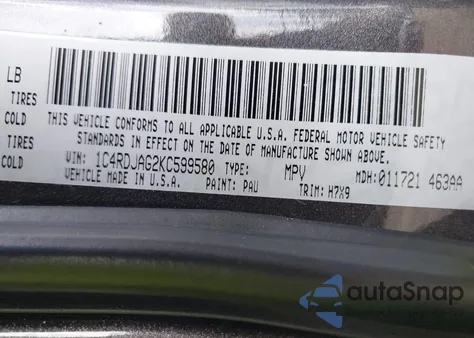 LB
TIRES
COLD
TIRES
COLD
THIS VEHICLE CONFORMS TO ALL APPLICABLE U.S.A. FEDERAL MOTOR VEHICLE SAFETY
STANDARDS IN EFFECT ON THE DATE OF MANUFACTURE SHOWN ABOVE.
VIN: 1C4RDJAG2KC599580 TYPE: MPV MDH: 011721 463AA
MADE IN U.S.A. PAINT: PAU TRIM: H7X9
autoSnap